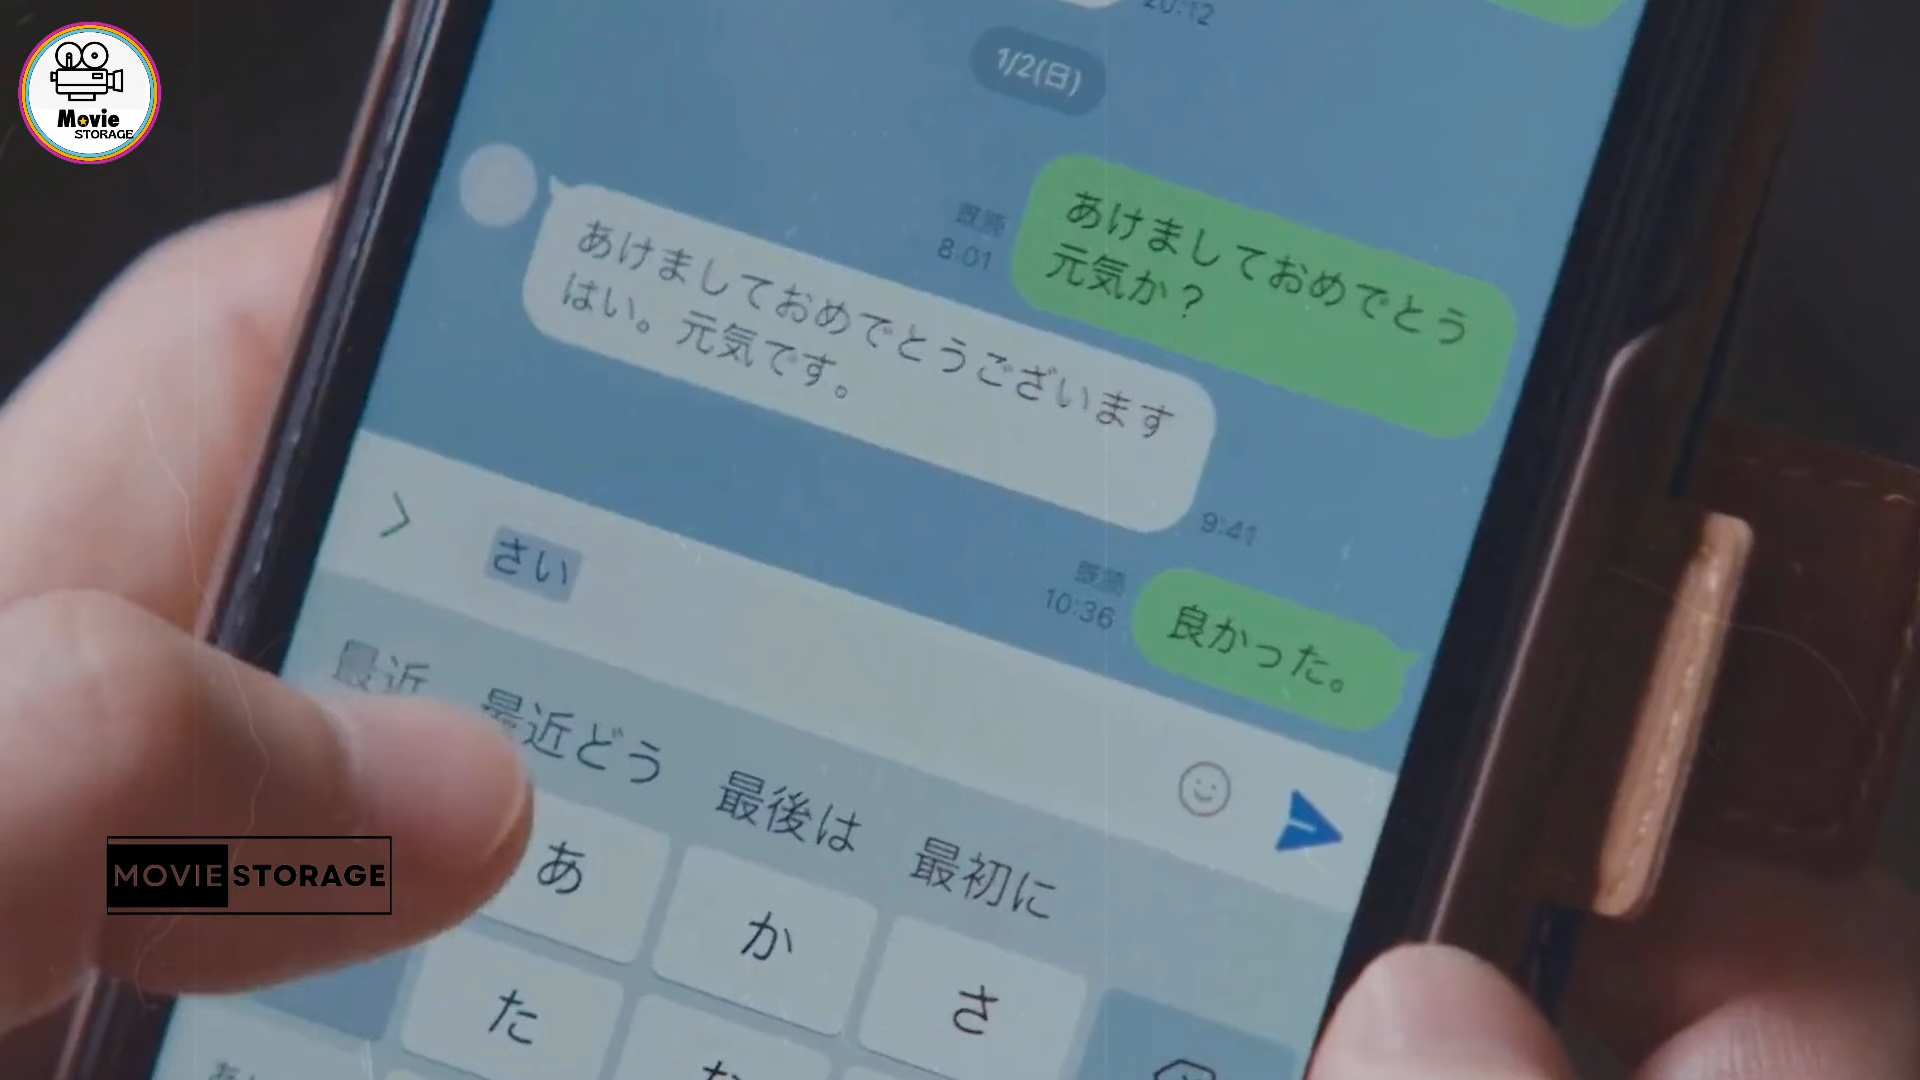 Movie
STORAGE
20:12
1/2(日)
あけましておめでとう
元気か？
既読
8:01
あけましておめでとうございます
はい。元気です。
9:41
既読
10:36
良かった。
さい
最近 最近どう 最後は 最初に
あ か さ
た
MOVIE STORAGE